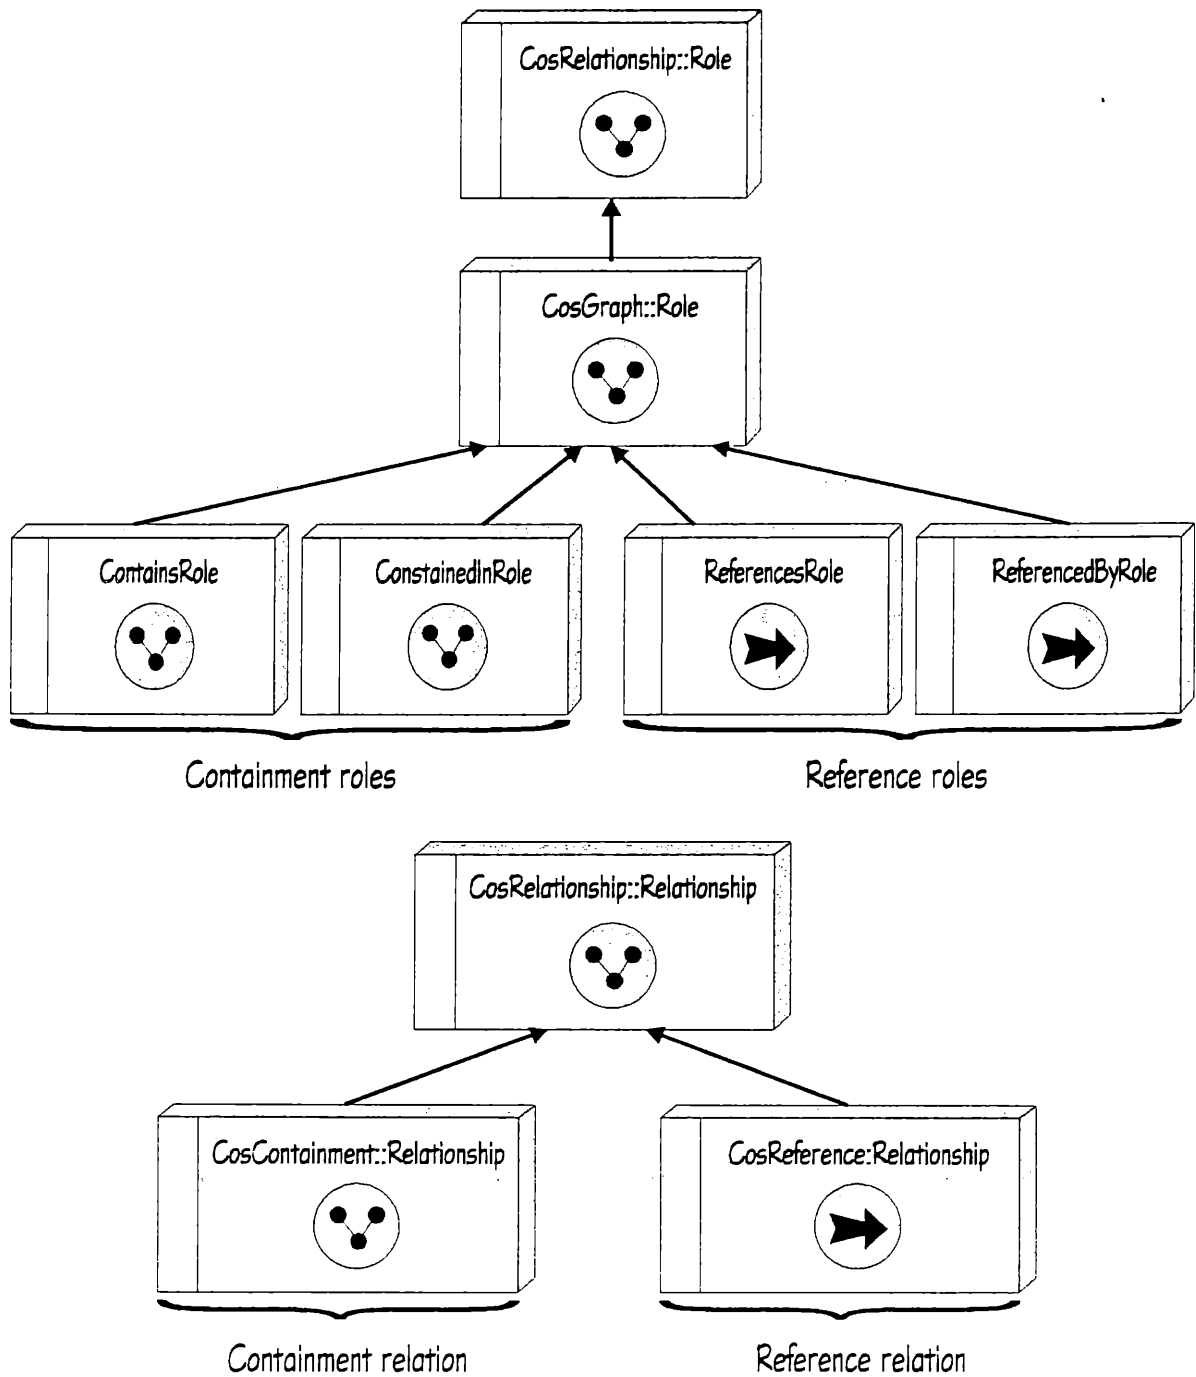 CosRelationship::Role
CosGraph::Role
ContainsRole
ConstainedInRole
ReferencesRole
ReferencedByRole
Containment roles
Reference roles
CosRelationship::Relationship
CosContainment::Relationship
CosReference:Relationship
Containment relation
Reference relation